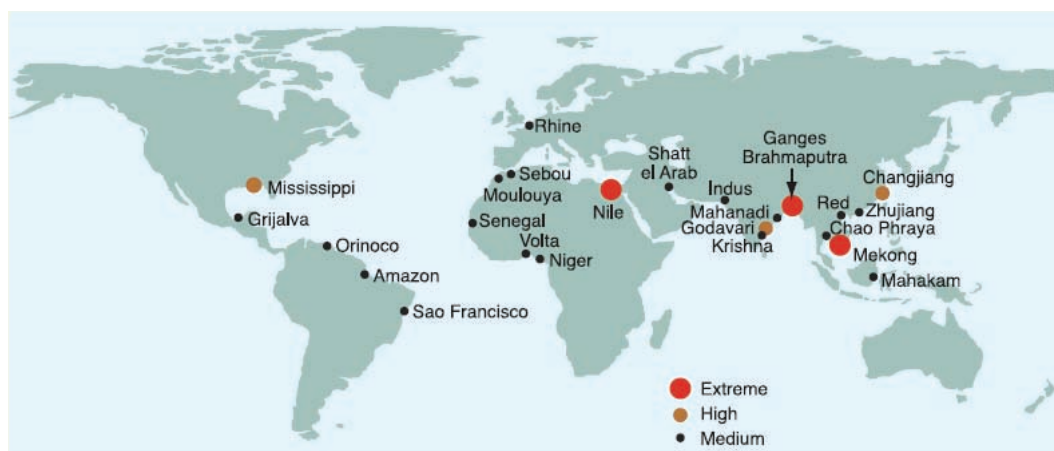 Rhine
Ganges
Brahmaputra
Shatt
el Arab
Sebou
Moulouya
Changjiang
Mississippi
Indus
Nile
Red
Zhujiang
Mahanadi
Grijalva
Senegal
Godavari
Chao Phraya
Krishna
Volta
Orinoco
Niger
Mekong
Amazon
Mahakam
Sao Francisco
Extreme
High
Medium